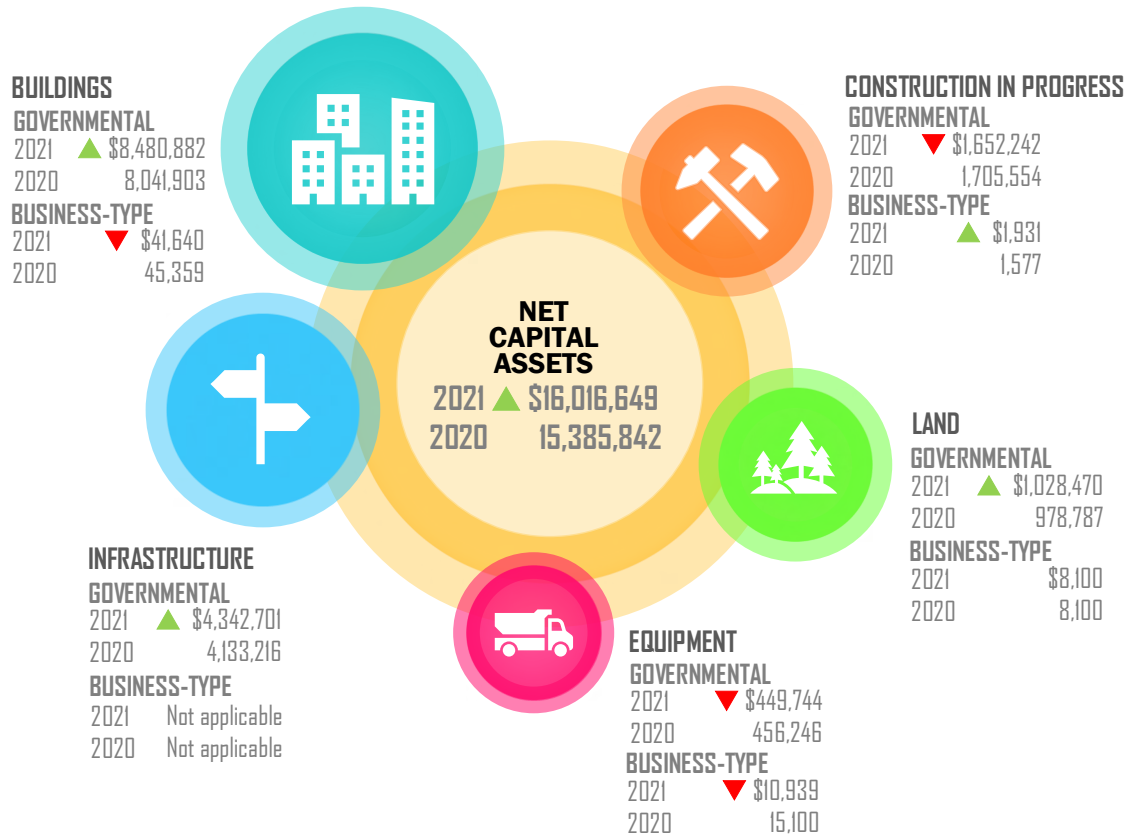 BUILDINGS
GOVERNMENTAL
2021 ▲ $8,480,882
2020 8,041,903
BUSINESS-TYPE
2021 ▼ $41,640
2020 45,359
CONSTRUCTION IN PROGRESS
GOVERNMENTAL
2021 ▼ $1,652,242
2020 1,705,554
BUSINESS-TYPE
2021 ▲ $1,931
2020 1,577
NET
CAPITAL
ASSETS
2021 ▲ $16,016,649
2020 15,385,842
LAND
GOVERNMENTAL
2021 ▲ $1,028,470
2020 978,787
BUSINESS-TYPE
2021 $8,100
2020 8,100
INFRASTRUCTURE
GOVERNMENTAL
2021 ▲ $4,342,701
2020 4,133,216
BUSINESS-TYPE
2021 Not applicable
2020 Not applicable
EQUIPMENT
GOVERNMENTAL
2021 ▼ $449,744
2020 456,246
BUSINESS-TYPE
2021 ▼ $10,939
2020 15,100